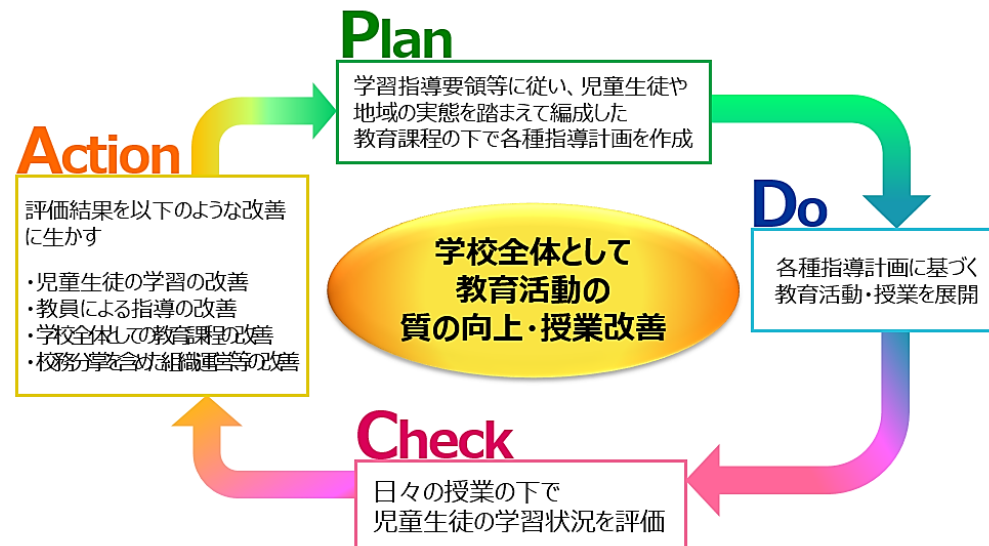 Plan
学習指導要領等に従い、児童生徒や
地域の実態を踏まえて編成した
教育課程の下で各種指導計画を作成
Do
各種指導計画に基づく
教育活動・授業を展開
Check
日々の授業の下で
児童生徒の学習状況を評価
Action
評価結果を以下のような改善
に生かす
・児童生徒の学習の改善
・教員による指導の改善
・学校全体としての教育課程の改善
・校務分掌を含めた組織運営等の改善
学校全体として
教育活動の
質の向上・授業改善